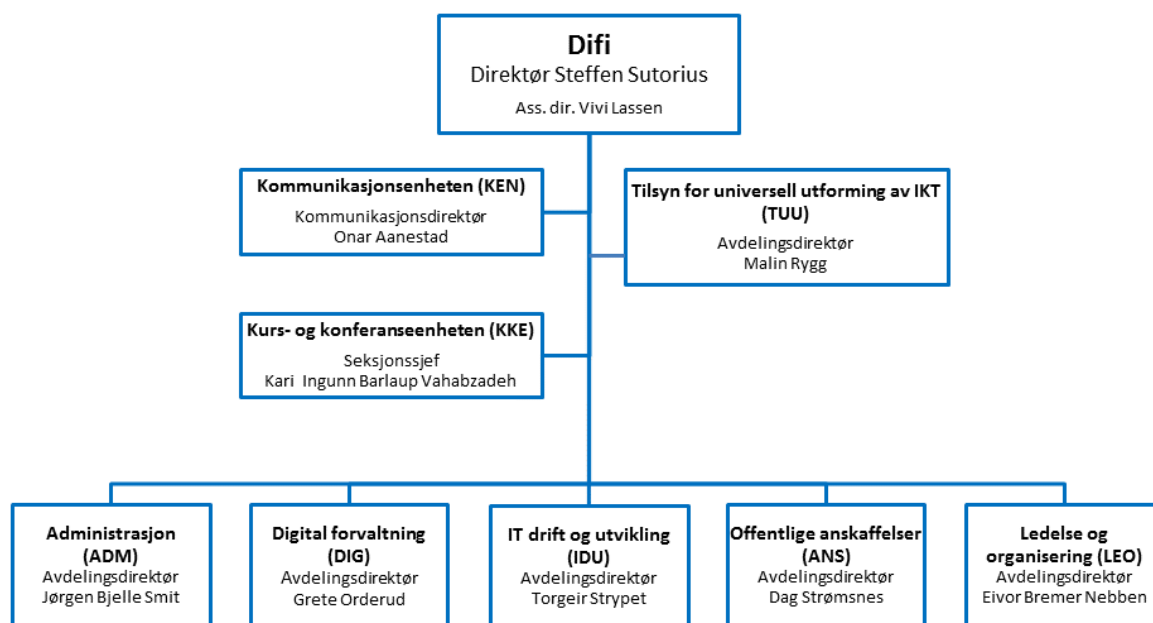 Difi
Direktør Steffen Sutorius
Ass. dir. Vivi Lassen
Kommunikasjonsenheten (KEN)
Kommunikasjonsdirektør
Onar Aanestad
Tilsyn for universell utforming av IKT
(TUU)
Avdelingsdirektør
Malin Rygg
Kurs- og konferanseenheten (KKE)
Seksjonssjef
Kari Ingunn Barlaup Vahabzadeh
Administrasjon
(ADM)
Avdelingsdirektør
Jørgen Bjelle Smit
Digital forvaltning
(DIG)
Avdelingsdirektør
Grete Orderud
IT drift og utvikling
(IDU)
Avdelingsdirektør
Torgeir Strypet
Offentlige anskaffelser
(ANS)
Avdelingsdirektør
Dag Strømsnes
Ledelse og
organisering (LEO)
Avdelingsdirektør
Eivor Bremer Nebben